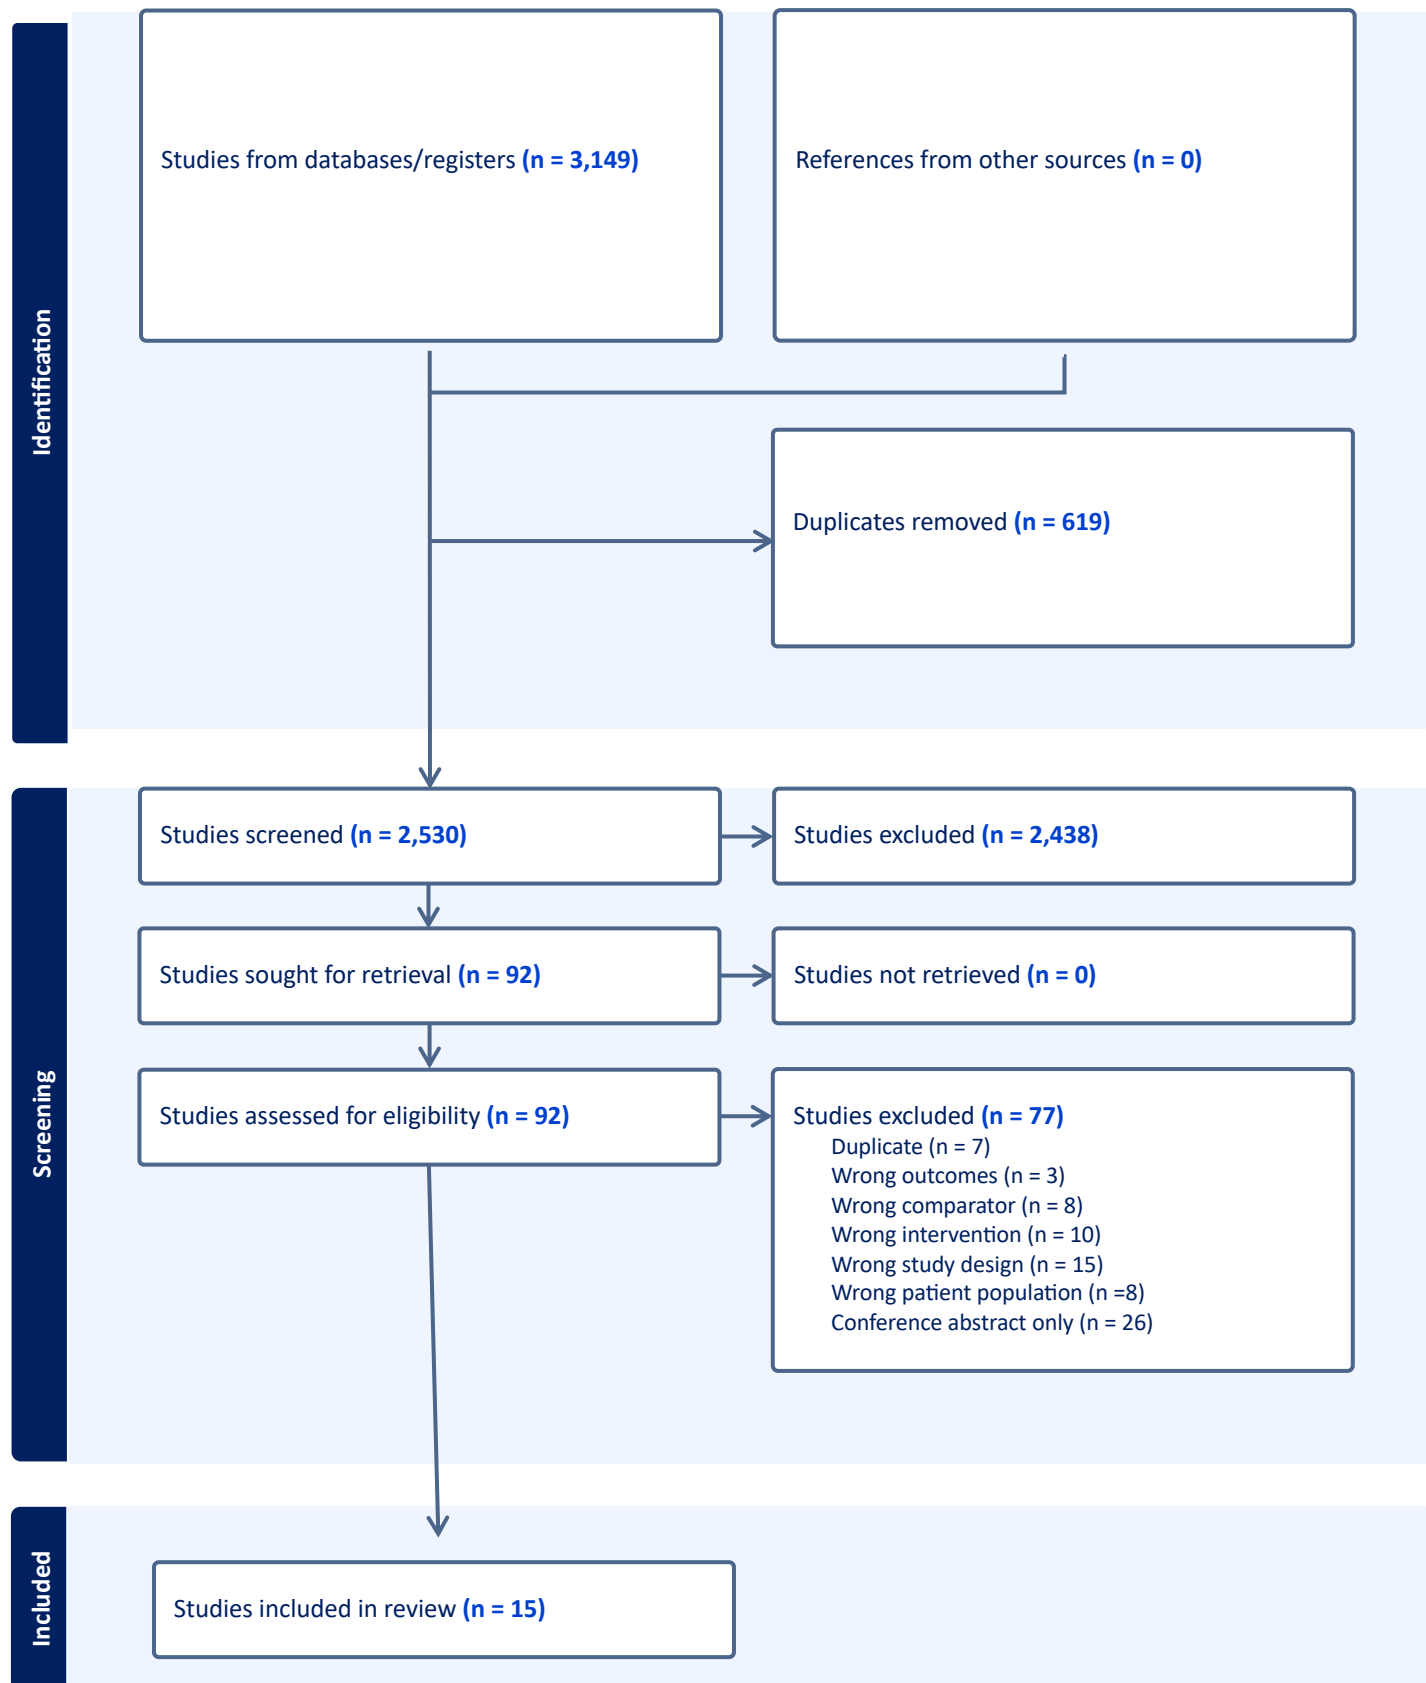 Identification
Studies from databases/registers (n = 3,149)
References from other sources (n = 0)
Duplicates removed (n = 619)
Screening
Studies screened (n = 2,530)
Studies excluded (n = 2,438)
Studies sought for retrieval (n = 92)
Studies not retrieved (n = 0)
Studies assessed for eligibility (n = 92)
Studies excluded (n = 77)
Duplicate (n = 7)
Wrong outcomes (n = 3)
Wrong comparator (n = 8)
Wrong intervention (n = 10)
Wrong study design (n = 15)
Wrong patient population (n =8)
Conference abstract only (n = 26)
Included
Studies included in review (n = 15)